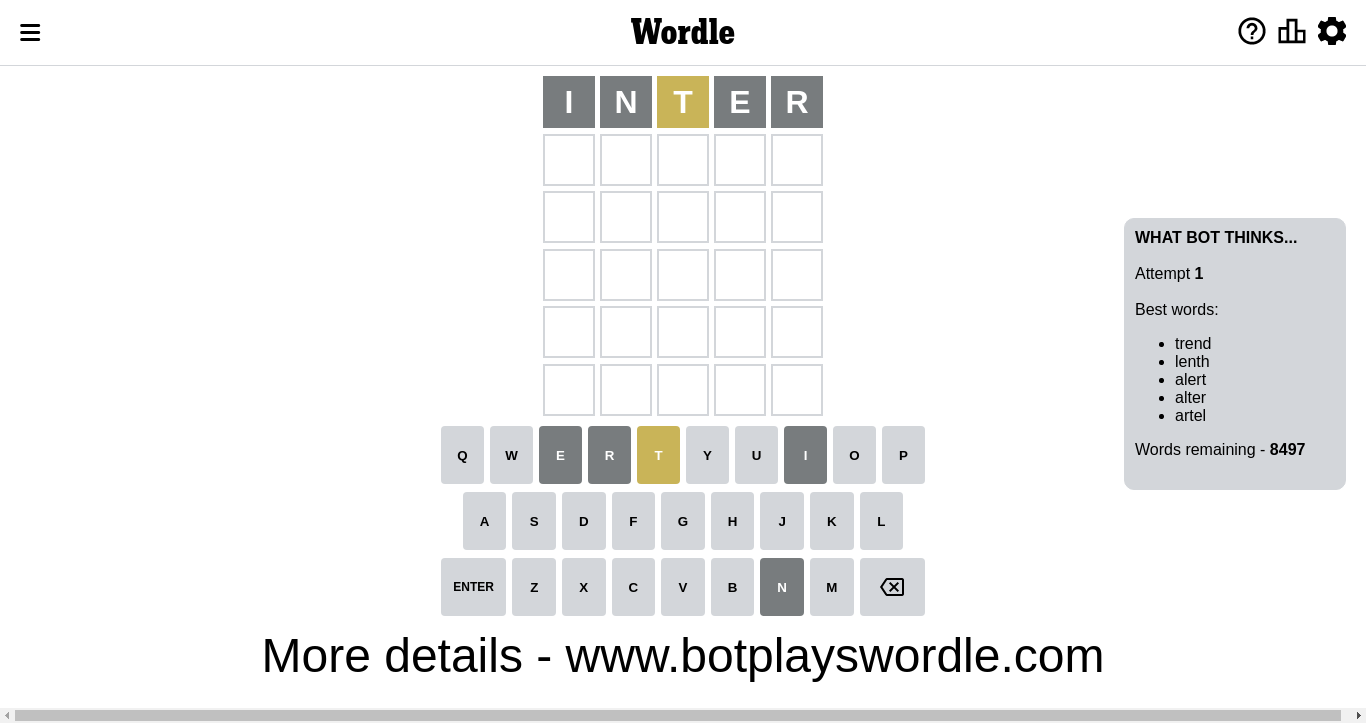 Wordle
I N T E R
WHAT BOT THINKS...
Attempt 1
Best words:
trend
lenth
alert
alter
artel
Words remaining - 8497
Q W E R T Y U I O P
A S D F G H J K L
ENTER Z X C V B N M
More details - www.botplayswordle.com